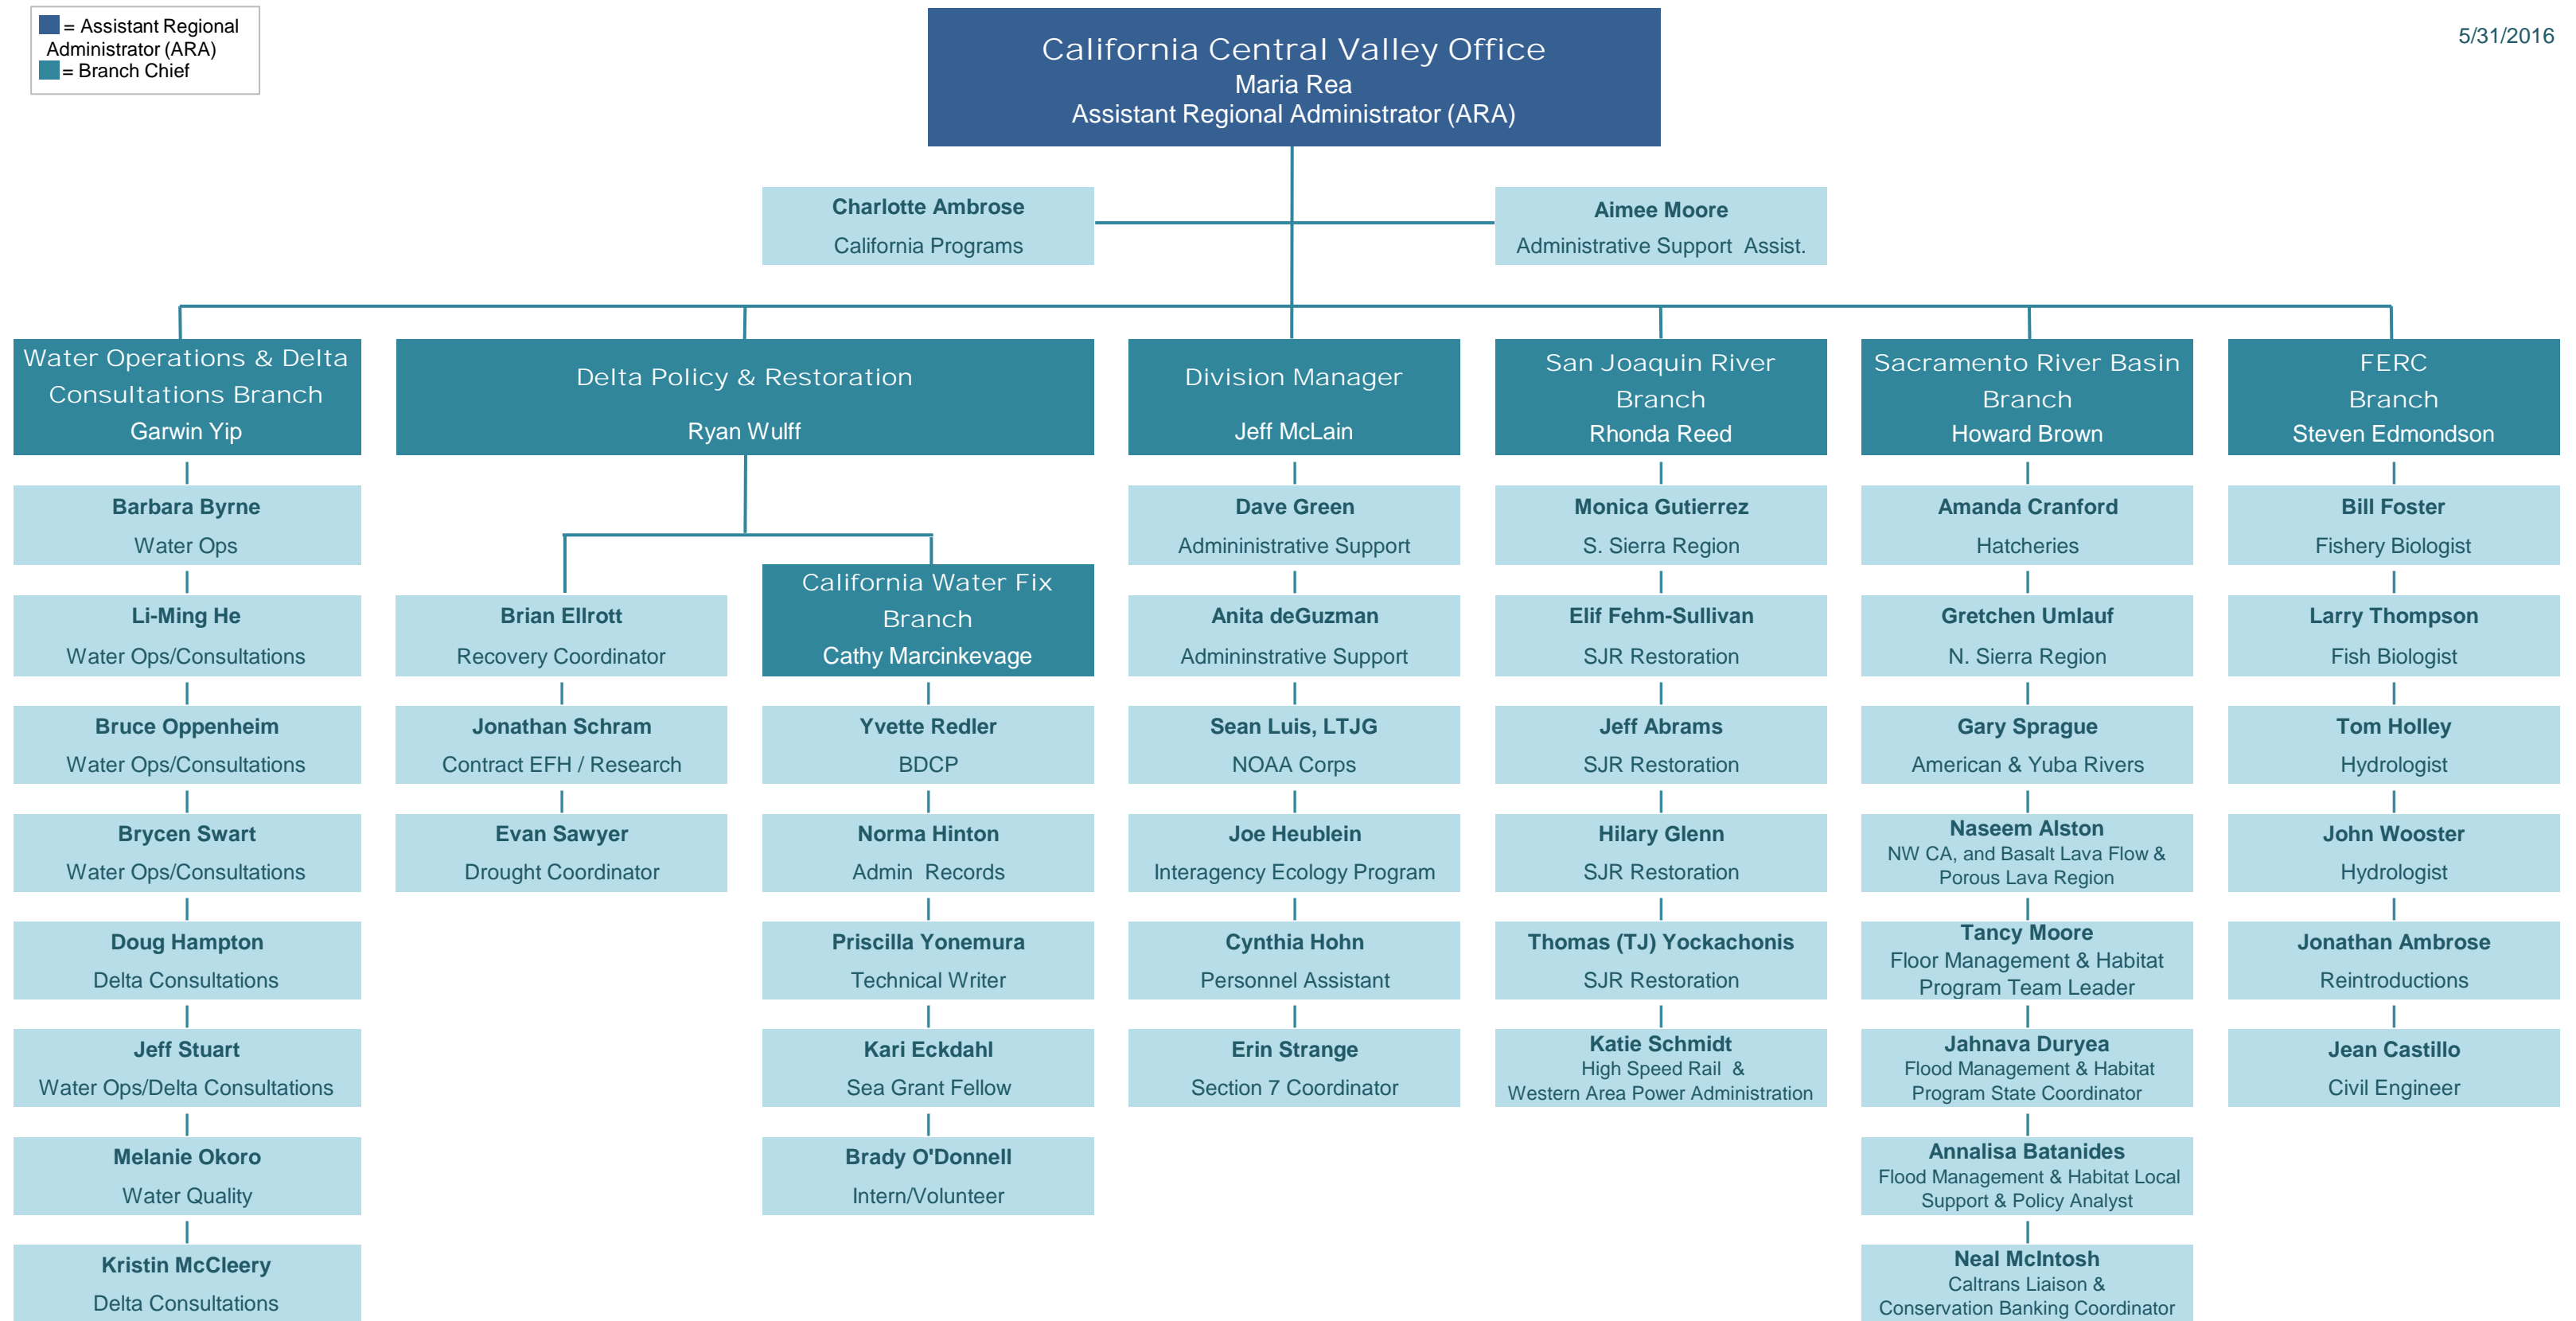 = Assistant Regional
Administrator (ARA)
= Branch Chief
5/31/2016
California Central Valley Office
Maria Rea
Assistant Regional Administrator (ARA)
Charlotte Ambrose
California Programs
Aimee Moore
Administrative Support Assist.
Water Operations & Delta
Consultations Branch
Garwin Yip
Barbara Byrne
Water Ops
Li-Ming He
Water Ops/Consultations
Bruce Oppenheim
Water Ops/Consultations
Brycen Swart
Water Ops/Consultations
Doug Hampton
Delta Consultations
Jeff Stuart
Water Ops/Delta Consultations
Melanie Okoro
Water Quality
Kristin McCleery
Delta Consultations
Delta Policy & Restoration
Ryan Wulff
Brian Ellrott
Recovery Coordinator
Jonathan Schram
Contract EFH / Research
Evan Sawyer
Drought Coordinator
California Water Fix
Branch
Cathy Marcinkevage
Yvette Redler
BDCP
Norma Hinton
Admin Records
Priscilla Yonemura
Technical Writer
Kari Eckdahl
Sea Grant Fellow
Brady O'Donnell
Intern/Volunteer
Division Manager
Jeff McLain
Dave Green
Admininistrative Support
Anita deGuzman
Admininstrative Support
Sean Luis, LTJG
NOAA Corps
Joe Heublein
Interagency Ecology Program
Cynthia Hohn
Personnel Assistant
Erin Strange
Section 7 Coordinator
San Joaquin River
Branch
Rhonda Reed
Monica Gutierrez
S. Sierra Region
Elif Fehm-Sullivan
SJR Restoration
Jeff Abrams
SJR Restoration
Hilary Glenn
SJR Restoration
Thomas (TJ) Yockachonis
SJR Restoration
Katie Schmidt
High Speed Rail &
Western Area Power Administration
Sacramento River Basin
Branch
Howard Brown
Amanda Cranford
Hatcheries
Gretchen Umlauf
N. Sierra Region
Gary Sprague
American & Yuba Rivers
Naseem Alston
NW CA, and Basalt Lava Flow &
Porous Lava Region
Tancy Moore
Floor Management & Habitat
Program Team Leader
Jahnava Duryea
Flood Management & Habitat
Program State Coordinator
Annalisa Batanides
Flood Management & Habitat Local
Support & Policy Analyst
Neal McIntosh
Caltrans Liaison &
Conservation Banking Coordinator
FERC
Branch
Steven Edmondson
Bill Foster
Fishery Biologist
Larry Thompson
Fish Biologist
Tom Holley
Hydrologist
John Wooster
Hydrologist
Jonathan Ambrose
Reintroductions
Jean Castillo
Civil Engineer